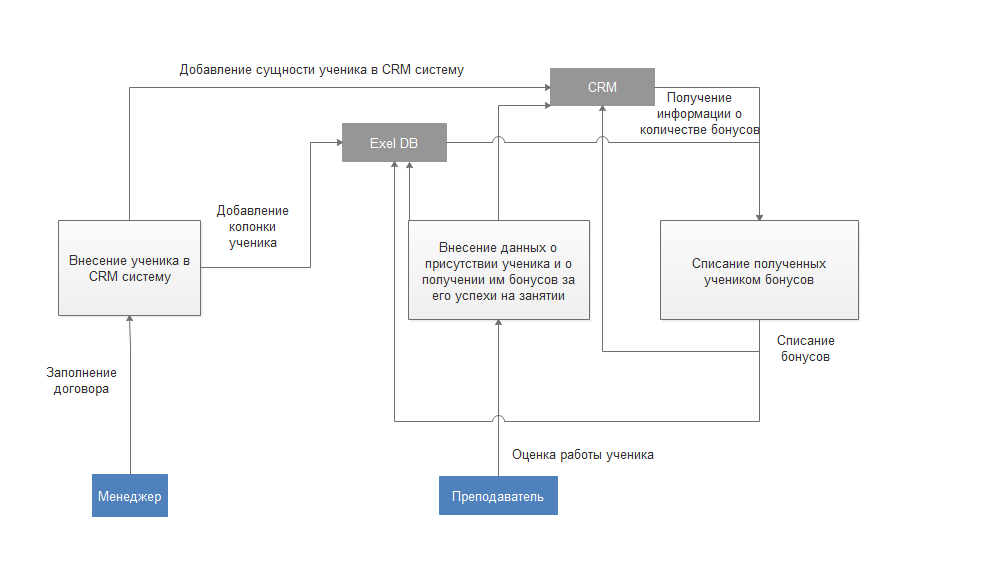 Добавление сущности ученика в CRM систему
CRM
Получение
информации о
количестве бонусов
Exel DB
Добавление
колонки
ученика
Внесение ученика в
CRM систему
Внесение данных о
присутствии ученика и о
получении им бонусов за
его успехи на занятии
Списание полученных
учеником бонусов
Списание
бонусов
Заполнение
договора
Оценка работы ученика
Менеджер
Преподаватель